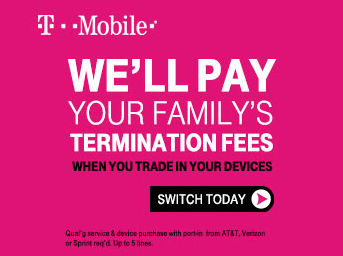 T··Mobile·
WE'LL PAY
YOUR FAMILY'S
TERMINATION FEES
WHEN YOU TRADE IN YOUR DEVICES
SWITCH TODAY
Qual'g service & device purchase with port-in from AT&T, Verizon
or Sprint req'd. Up to 5 lines.